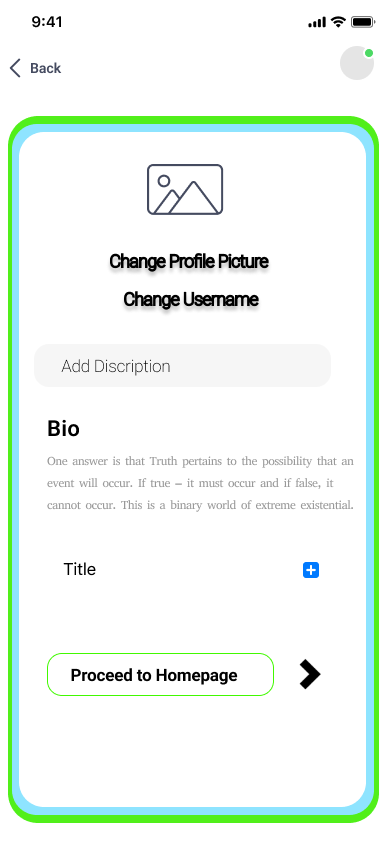 9:41
Back
Change Profile Picture
Change Username
Add Discription
Bio
One answer is that Truth pertains to the possibility that an
event will occur. If true – it must occur and if false, it
cannot occur. This is a binary world of extreme existential.
Title
Proceed to Homepage